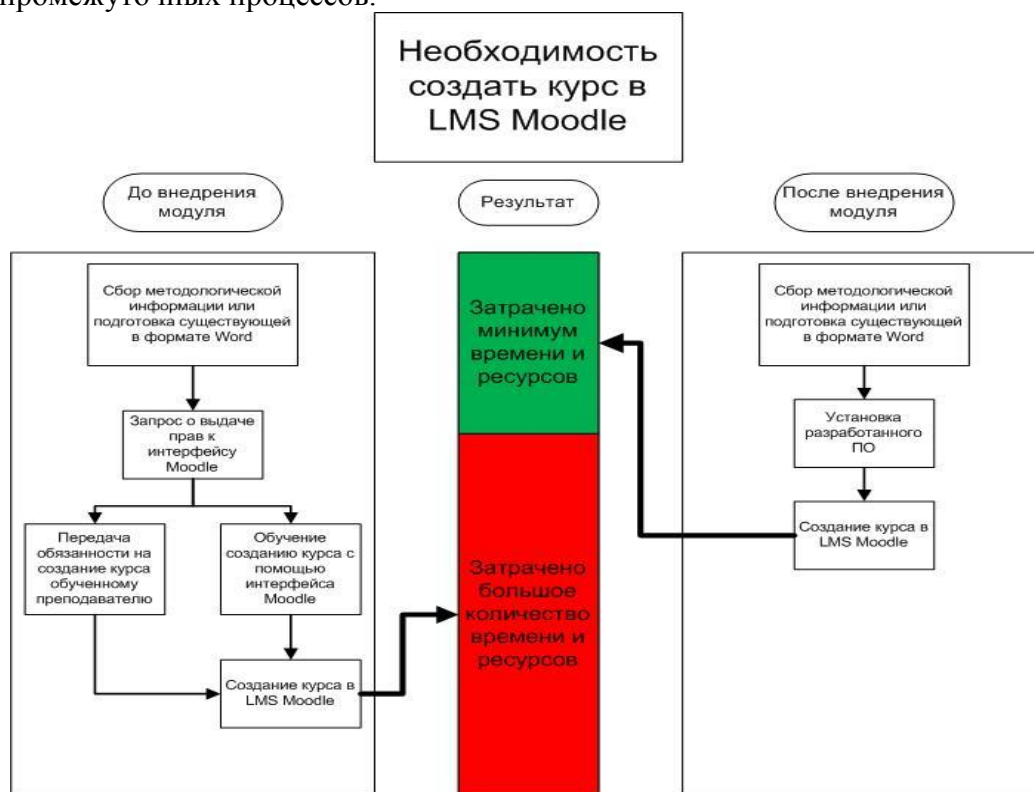 промежуточных процессов.
Необходимость
создать курс в
LMS Moodle
До внедрения
модуля
Результат
После внедрения
модуля
Сбор методологической
информации или
подготовка существующей
в формате Word
Запрос о выдаче
прав к
интерфейсу
Moodle
Передача
обязанности на
создание курса
обученному
преподавателю
Обучение
созданию курса с
помощью
интерфейса
Moodle
Создание курса в
LMS Moodle
Затрачено
минимум
времени и
ресурсов
Затрачено
большое
количество
времени и
ресурсов
Сбор методологической
информации или
подготовка существующей
в формате Word
Установка
разработанного
ПО
Создание курса в
LMS Moodle